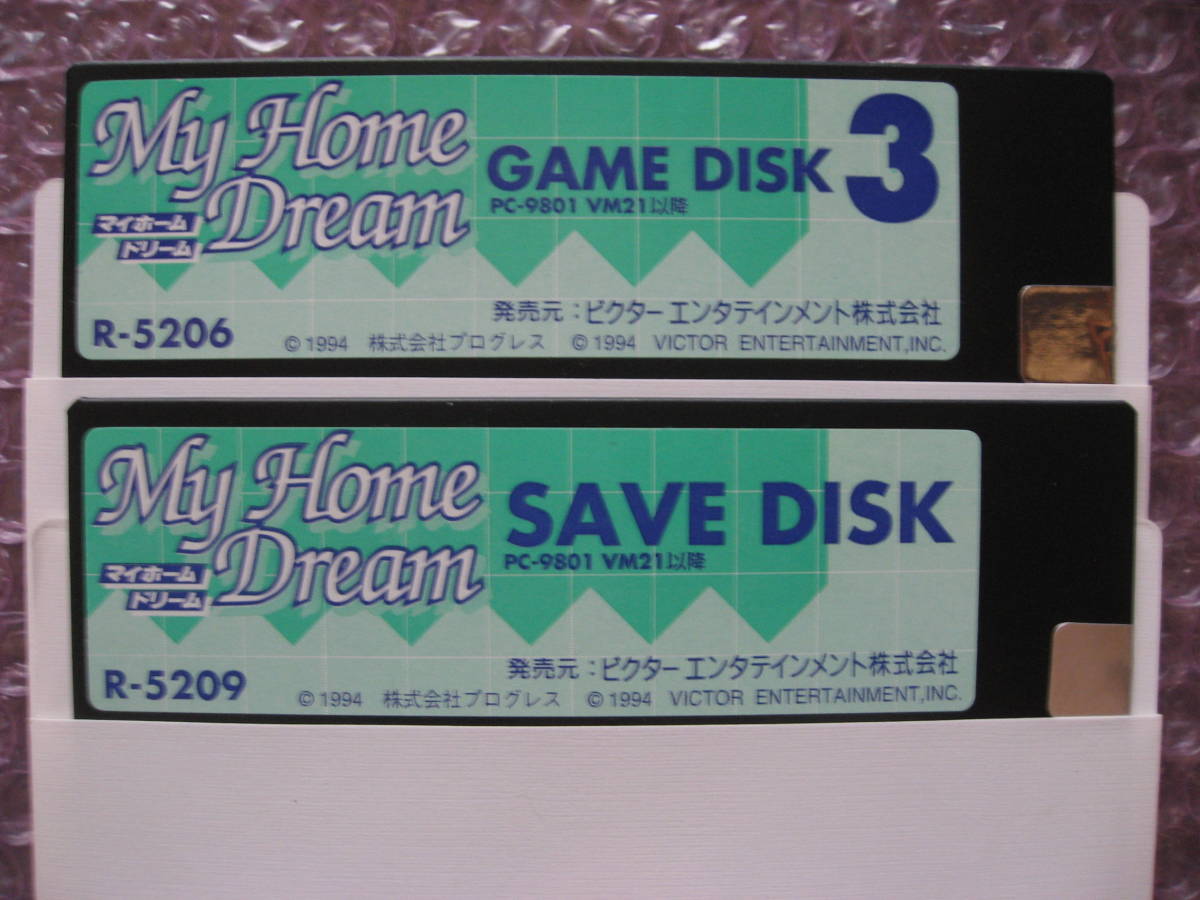 My Home
Dream
マイホーム
ドリーム
GAME DISK 3
PC-9801 VM21以降
発売元：ビクターエンタテインメント株式会社
R-5206
©1994 株式会社プログレス ©1994 VICTOR ENTERTAINMENT,INC.
My Home
Dream
マイホーム
ドリーム
SAVE DISK
PC-9801 VM21以降
発売元：ビクターエンタテインメント株式会社
R-5209
©1994 株式会社プログレス ©1994 VICTOR ENTERTAINMENT,INC.